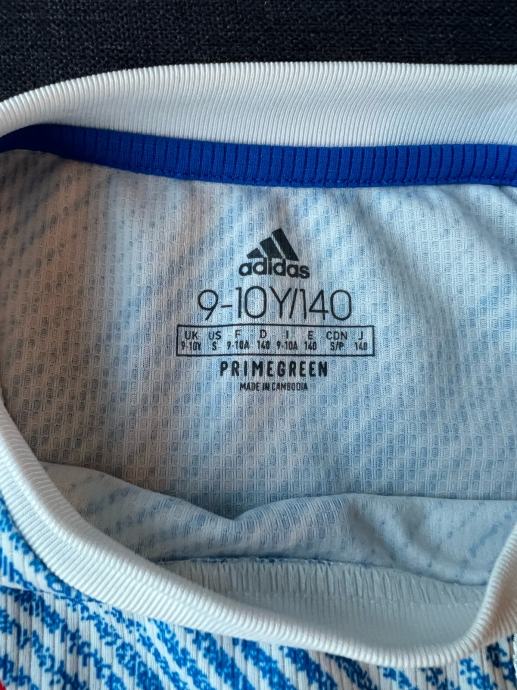 adidas
9-10Y/140
UK US F D I E CDN J
9-10Y S 9-10A 140 9-10A 140 S/P 140
PRIMEGREEN
MADE IN CAMBODIA